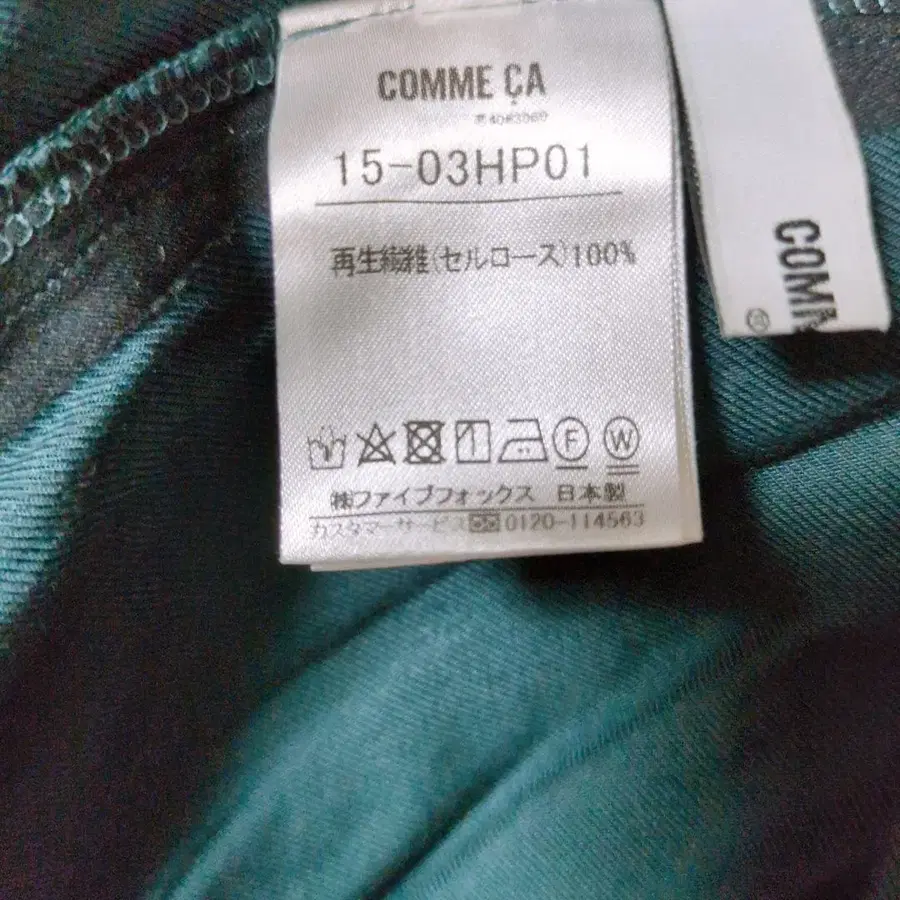 COMME ÇA
15-03HP01
再生繊維(セルロース)100%
F W
㈱ファイブフォックス 日本製
カスタマーサービス 0120-114563
COMM
®